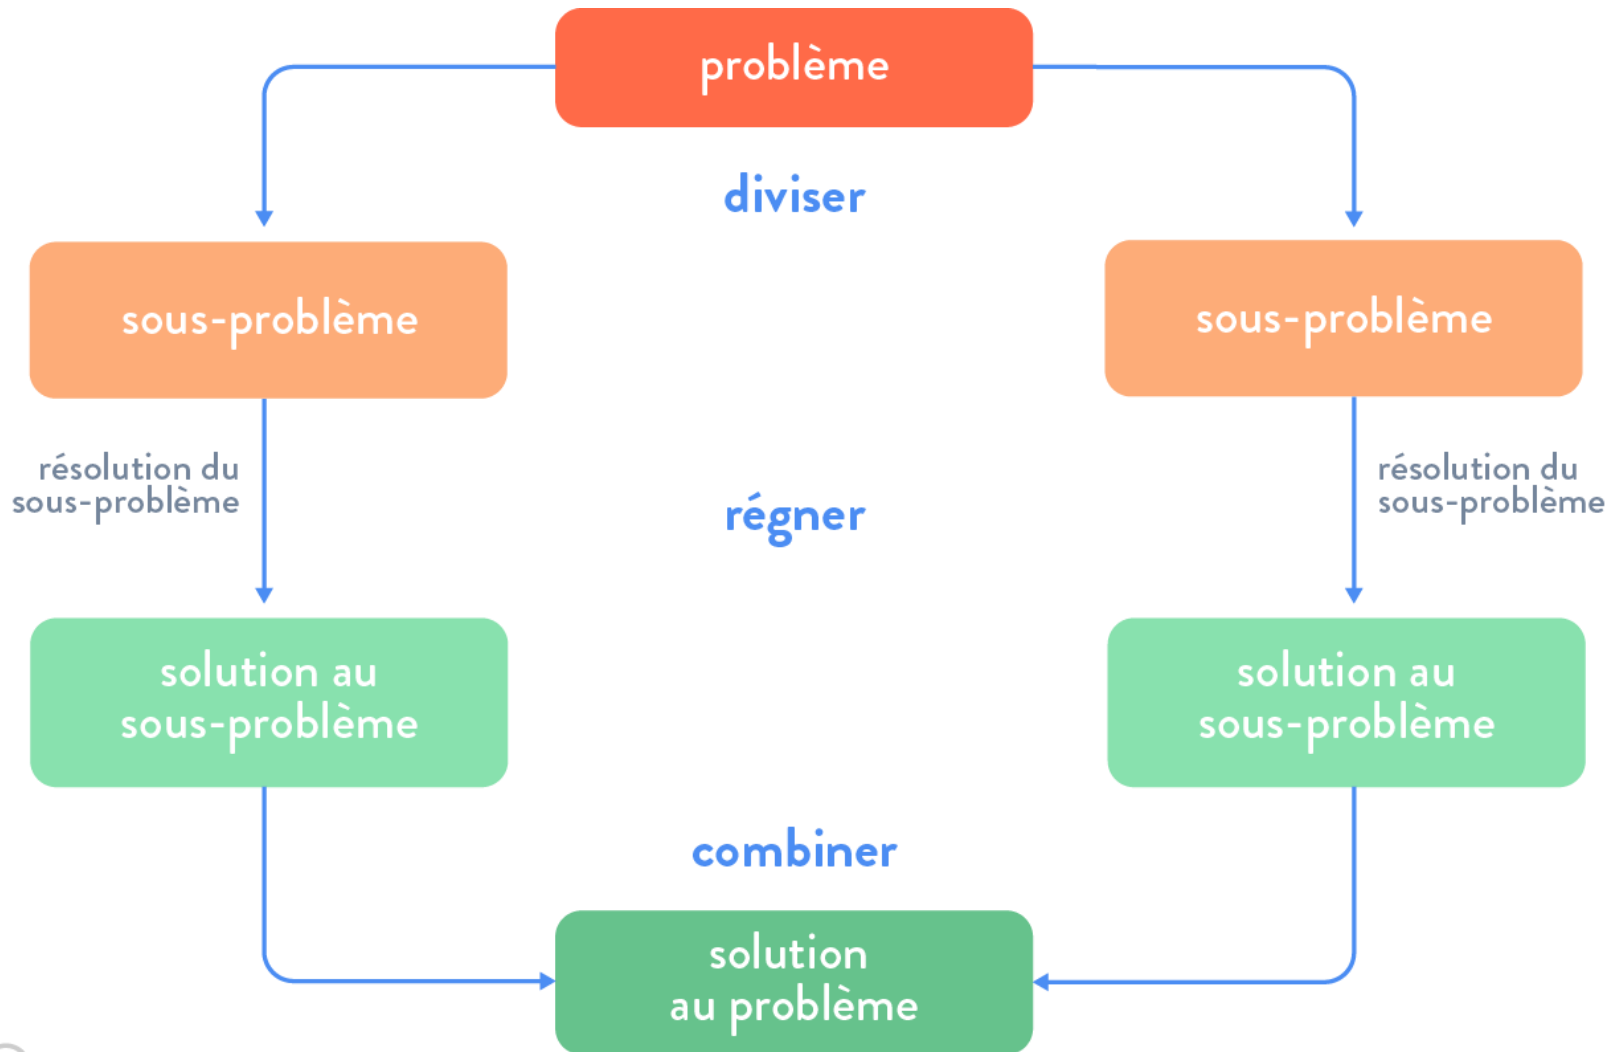 problème
diviser
sous-problème
sous-problème
résolution du
sous-problème
régner
résolution du
sous-problème
solution au
sous-problème
solution au
sous-problème
combiner
solution
au problème